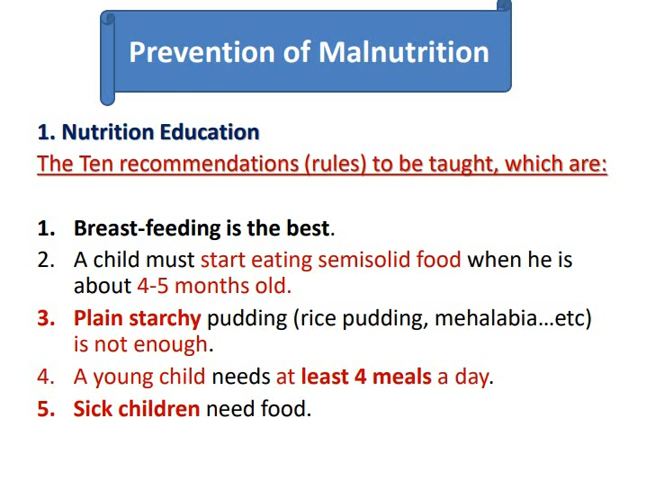 Prevention of Malnutrition
1. Nutrition Education
The Ten recommendations (rules) to be taught, which are:
1. Breast-feeding is the best.
2. A child must start eating semisolid food when he is
about 4-5 months old.
3. Plain starchy pudding (rice pudding, mehalabia...etc)
is not enough.
4. A young child needs at least 4 meals a day.
5. Sick children need food.